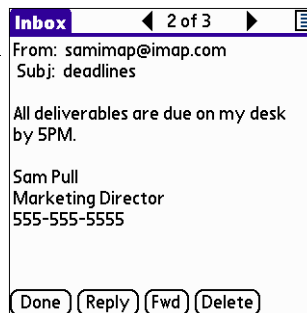 Inbox 2 of 3
From: samimap@imap.com
Subj: deadlines
All deliverables are due on my desk
by 5PM.
Sam Pull
Marketing Director
555-555-5555
Done Reply Fwd Delete